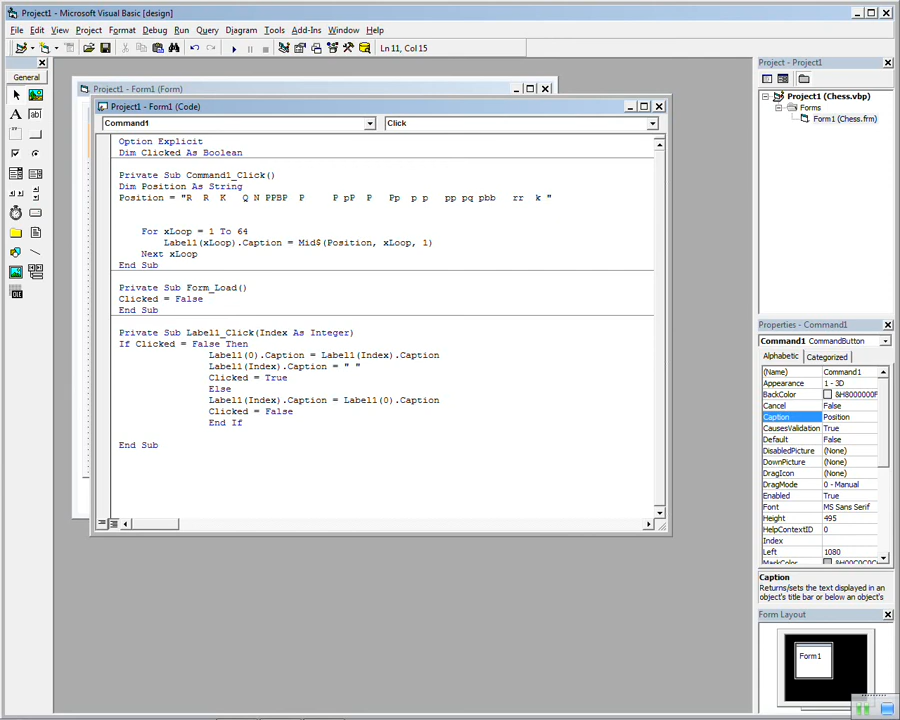 Project1 - Microsoft Visual Basic [design]
File Edit View Project Format Debug Run Query Diagram Tools Add-Ins Window Help
Ln 11, Col 15
General
Project1 - Form1 (Form)
Project1 - Form1 (Code)
Command1 Click
Option Explicit
Dim Clicked As Boolean
Private Sub Command1_Click()
Dim Position As String
Position = "R  R  K   Q N PPBP  P     P pP  P   Pp  p p   pp pq pbb   rr  k "
For xLoop = 1 To 64
Label1(xLoop).Caption = Mid$(Position, xLoop, 1)
Next xLoop
End Sub
Private Sub Form_Load()
Clicked = False
End Sub
Private Sub Label1_Click(Index As Integer)
If Clicked = False Then
Label1(0).Caption = Label1(Index).Caption
Label1(Index).Caption = " "
Clicked = True
Else
Label1(Index).Caption = Label1(0).Caption
Clicked = False
End If
End Sub
Project - Project1
Project1 (Chess.vbp)
Forms
Form1 (Chess.frm)
Properties - Command1
Command1 CommandButton
Alphabetic Categorized
(Name) Command1
Appearance 1 - 3D
BackColor &H8000000F
Cancel False
Caption Position
CausesValidation True
Default False
DisabledPicture (None)
DownPicture (None)
DragIcon (None)
DragMode 0 - Manual
Enabled True
Font MS Sans Serif
Height 495
HelpContextID 0
Index
Left 1080
MaskColor &H00C0C0C
Caption
Returns/sets the text displayed in an
object's title bar or below an object's
Form Layout
Form1